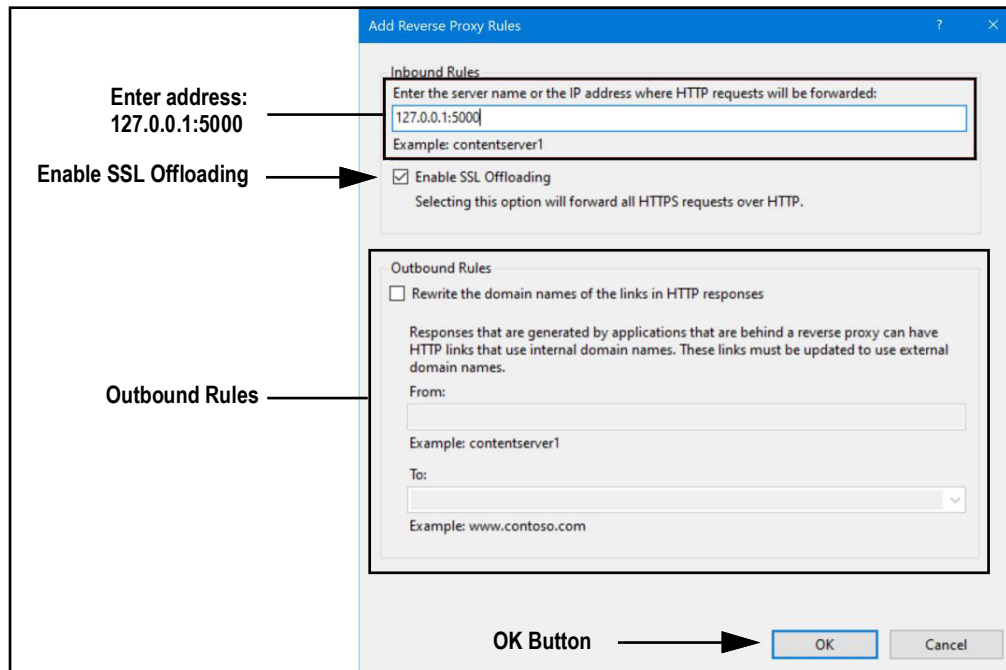 Add Reverse Proxy Rules
Inbound Rules
Enter the server name or the IP address where HTTP requests will be forwarded:
Enter address:
127.0.0.1:5000
127.0.0.1:5000
Example: contentserver1
Enable SSL Offloading
Enable SSL Offloading
Selecting this option will forward all HTTPS requests over HTTP.
Outbound Rules
Rewrite the domain names of the links in HTTP responses
Responses that are generated by applications that are behind a reverse proxy can have
HTTP links that use internal domain names. These links must be updated to use external
domain names.
Outbound Rules
From:
Example: contentserver1
To:
Example: www.contoso.com
OK Button
OK
Cancel